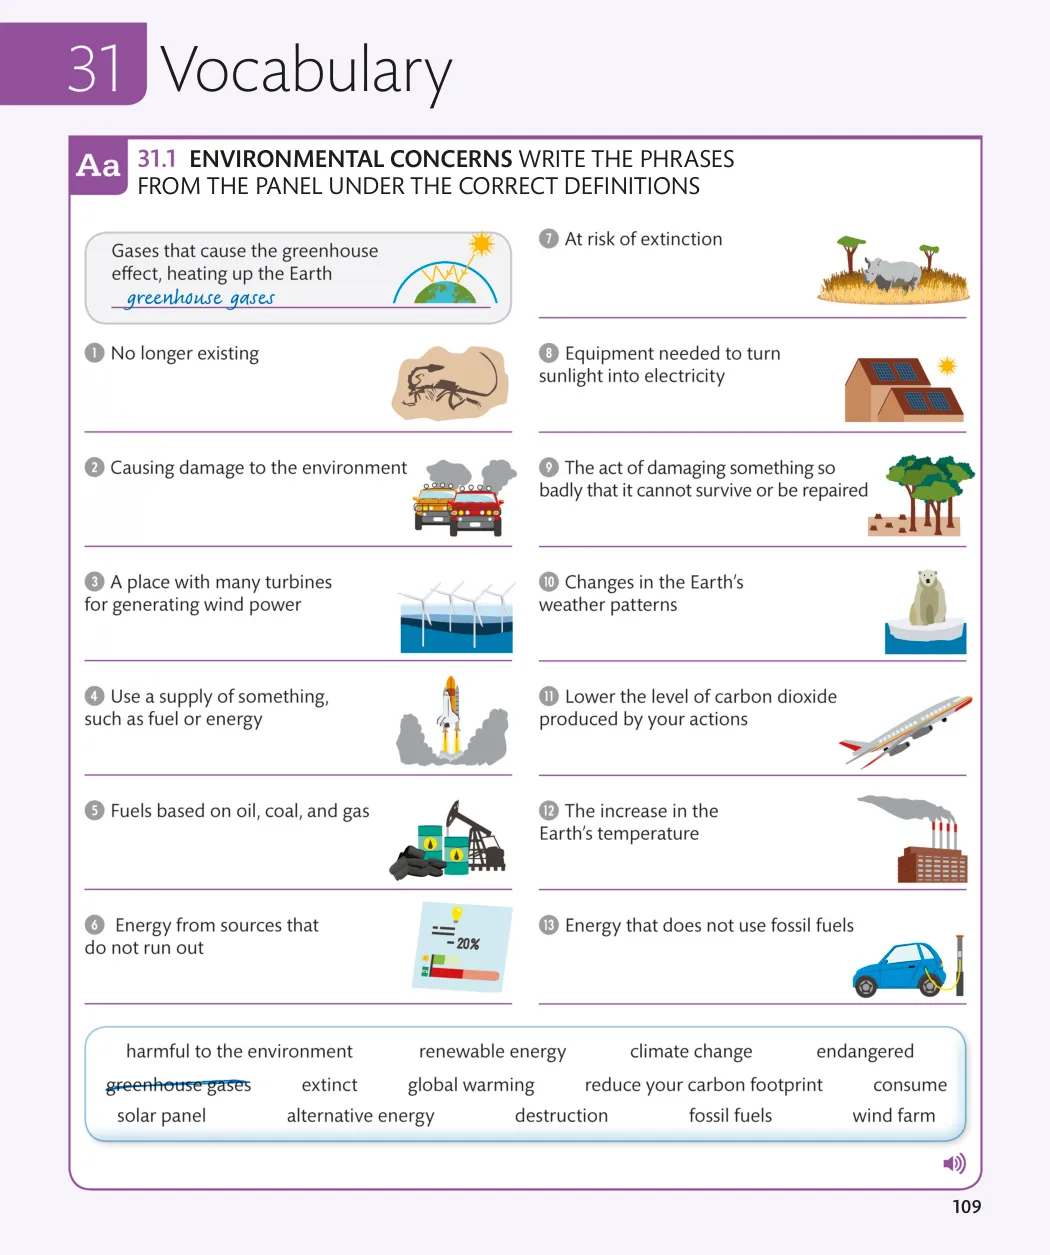 31 Vocabulary
Aa 31.1 ENVIRONMENTAL CONCERNS WRITE THE PHRASES
FROM THE PANEL UNDER THE CORRECT DEFINITIONS
Gases that cause the greenhouse
effect, heating up the Earth
greenhouse gases
1 No longer existing
2 Causing damage to the environment
3 A place with many turbines
for generating wind power
4 Use a supply of something,
such as fuel or energy
5 Fuels based on oil, coal, and gas
6 Energy from sources that
do not run out
- 20%
7 At risk of extinction
8 Equipment needed to turn
sunlight into electricity
9 The act of damaging something so
badly that it cannot survive or be repaired
10 Changes in the Earth's
weather patterns
11 Lower the level of carbon dioxide
produced by your actions
12 The increase in the
Earth's temperature
13 Energy that does not use fossil fuels
harmful to the environment renewable energy climate change endangered
greenhouse gases extinct global warming reduce your carbon footprint consume
solar panel alternative energy destruction fossil fuels wind farm
109